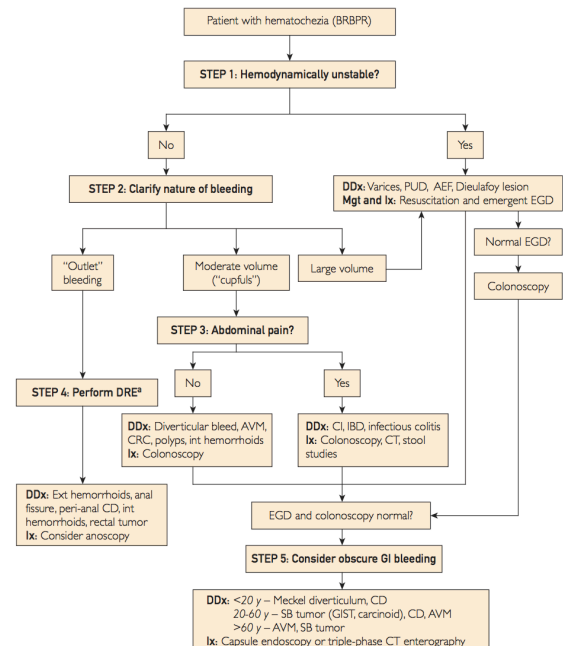 Patient with hematochezia (BRBPR)
STEP 1: Hemodynamically unstable?
No
Yes
STEP 2: Clarify nature of bleeding
DDx: Varices, PUD, AEF, Dieulafoy lesion
Mgt and Ix: Resuscitation and emergent EGD
Normal EGD?
Colonoscopy
"Outlet"
bleeding
Moderate volume
("cupfuls")
Large volume
STEP 3: Abdominal pain?
No
Yes
STEP 4: Perform DREª
DDx: Diverticular bleed, AVM,
CRC, polyps, int hemorrhoids
Ix: Colonoscopy
DDx: CI, IBD, infectious colitis
Ix: Colonoscopy, CT, stool
studies
DDx: Ext hemorrhoids, anal
fissure, peri-anal CD, int
hemorrhoids, rectal tumor
Ix: Consider anoscopy
EGD and colonoscopy normal?
STEP 5: Consider obscure GI bleeding
DDx: <20 y – Meckel diverticulum, CD
20-60 y – SB tumor (GIST, carcinoid), CD, AVM
>60 y – AVM, SB tumor
Ix: Capsule endoscopy or triple-phase CT enterography